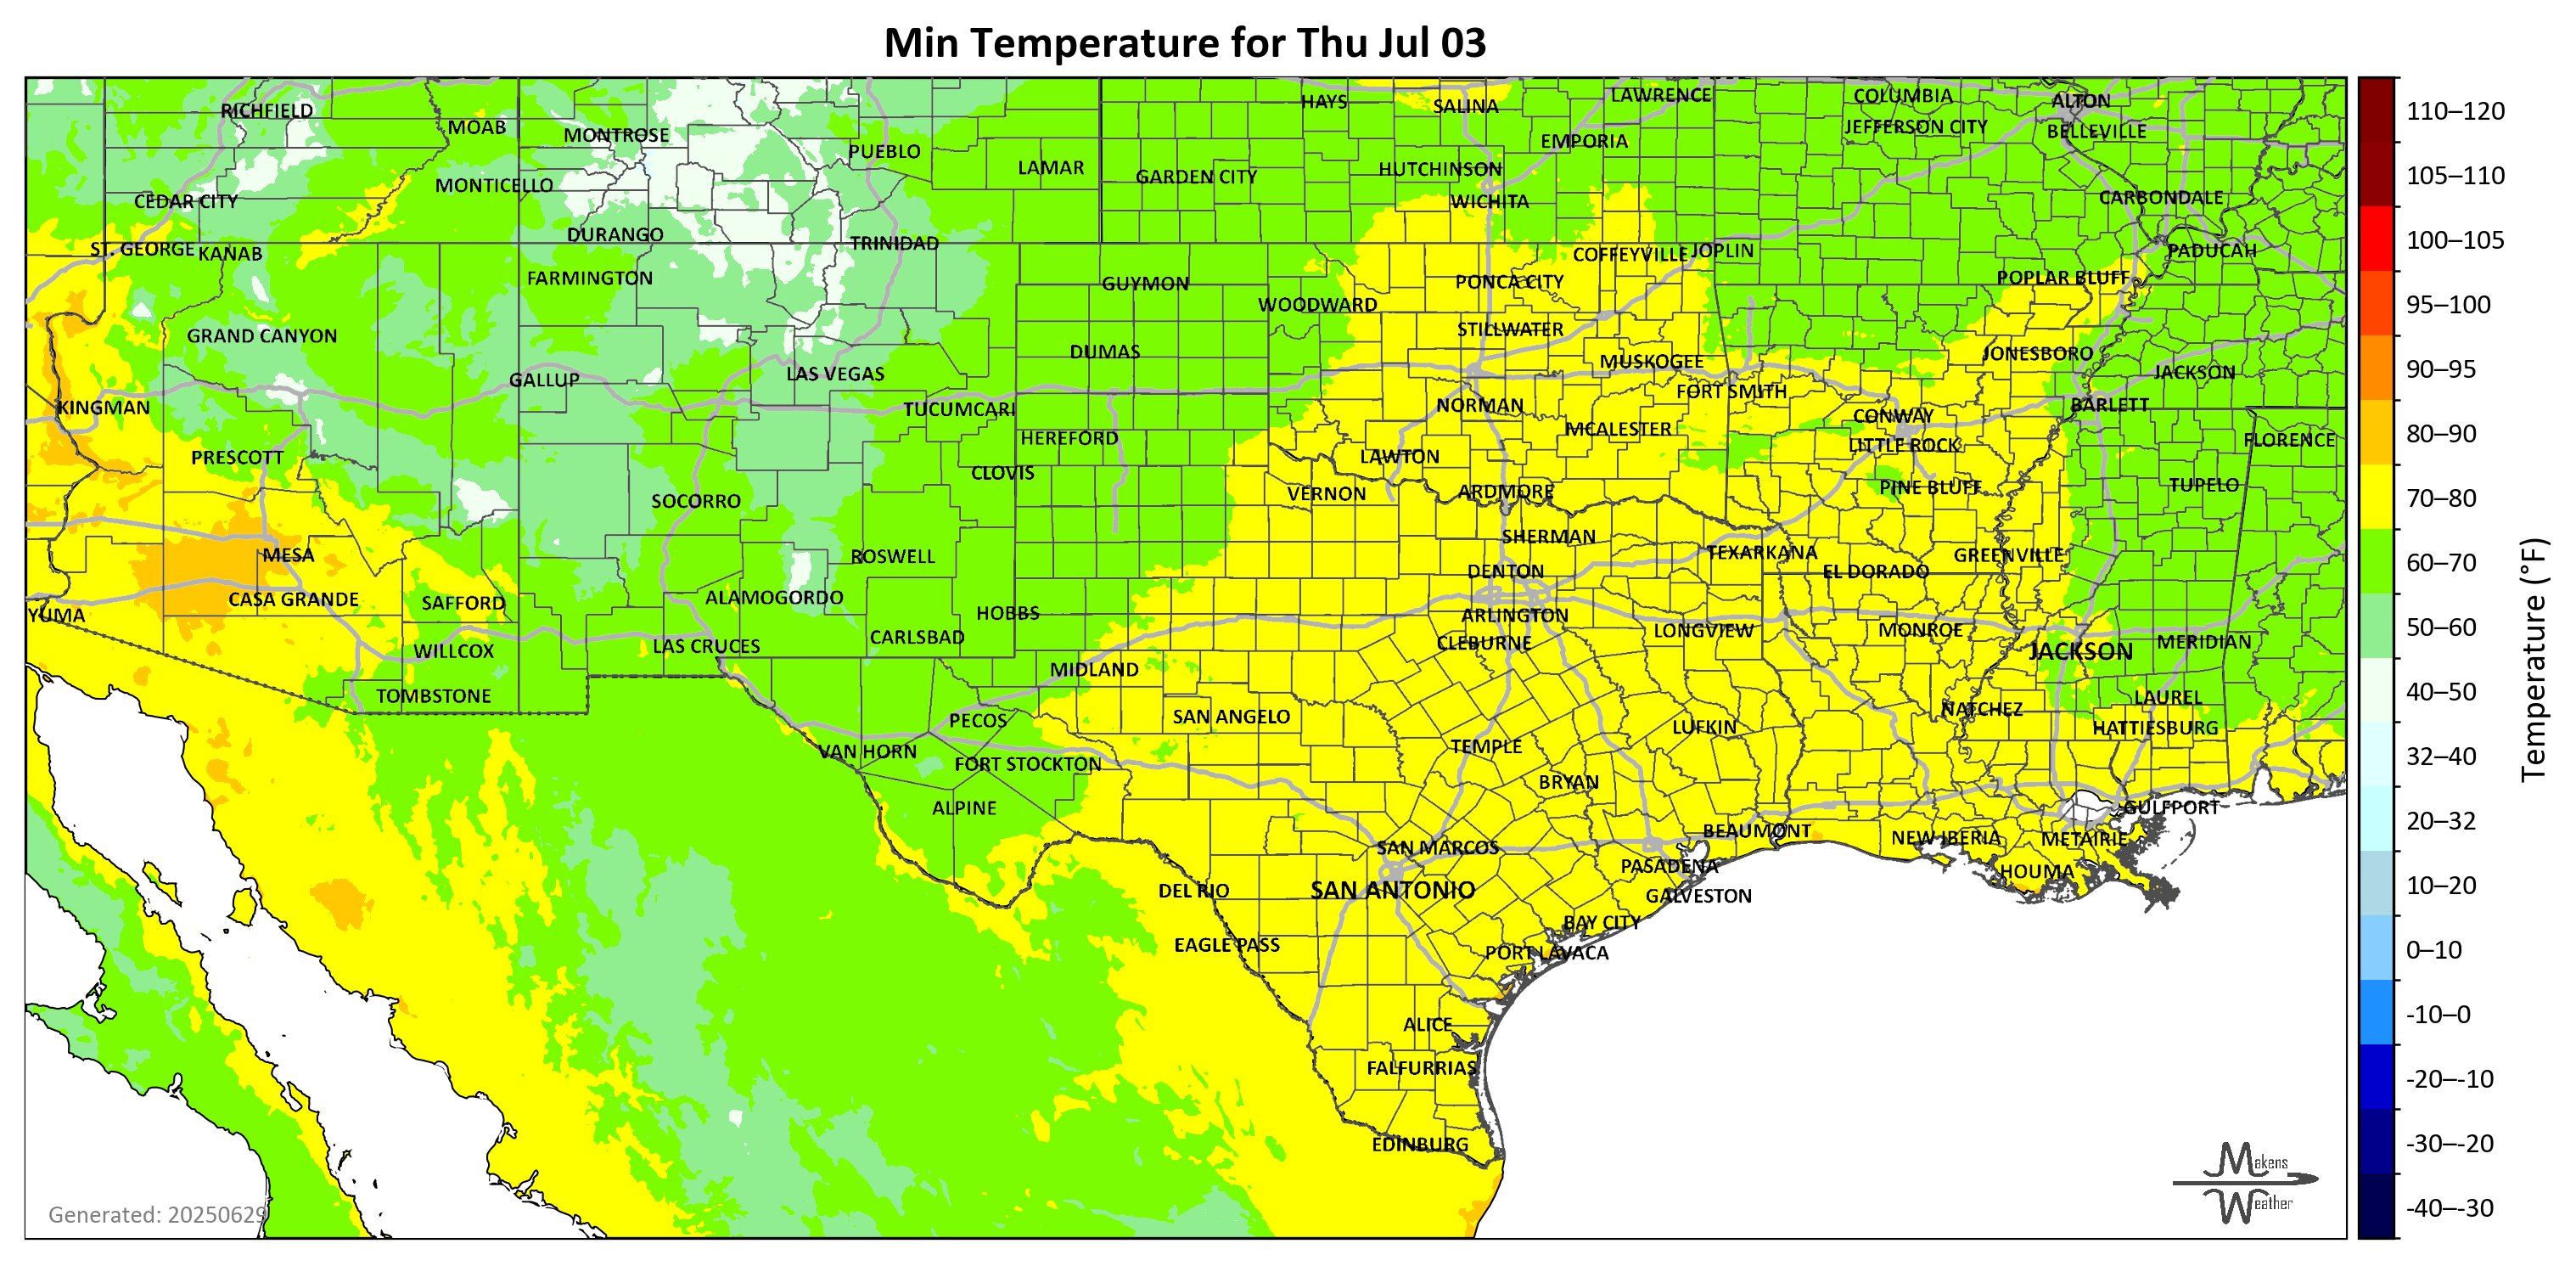 Min Temperature for Thu Jul 03
HAYS
SALINA
LAWRENCE
COLUMBIA
ALTON
RICHFIELD
MOAB
MONTROSE
PUEBLO
EMPORIA
JEFFERSON CITY
BELLEVILLE
LAMAR
GARDEN CITY
HUTCHINSON
MONTICELLO
CEDAR CITY
WICHITA
CARBONDALE
DURANGO
TRINIDAD
ST. GEORGE
KANAB
COFFEYVILLE
JOPLIN
PADUCAH
FARMINGTON
GUYMON
PONCA CITY
POPLAR BLUFF
WOODWARD
GRAND CANYON
STILLWATER
DUMAS
MUSKOGEE
JONESBORO
GALLUP
LAS VEGAS
JACKSON
FORT SMITH
KINGMAN
TUCUMCARI
NORMAN
CONWAY
BARLETT
HEREFORD
MCALESTER
LITTLE ROCK
FLORENCE
PRESCOTT
CLOVIS
LAWTON
SOCORRO
VERNON
ARDMORE
PINE BLUFF
TUPELO
SHERMAN
MESA
ROSWELL
TEXARKANA
GREENVILLE
DENTON
EL DORADO
CASA GRANDE
SAFFORD
ALAMOGORDO
HOBBS
ARLINGTON
YUMA
WILLCOX
LAS CRUCES
CARLSBAD
CLEBURNE
LONGVIEW
MONROE
JACKSON
MERIDIAN
MIDLAND
TOMBSTONE
PECOS
SAN ANGELO
NATCHEZ
LAUREL
LUFKIN
HATTIESBURG
VAN HORN
FORT STOCKTON
TEMPLE
BRYAN
ALPINE
GULFPORT
BEAUMONT
NEW IBERIA
METAIRIE
SAN MARCOS
PASADENA
HOUMA
DEL RIO
SAN ANTONIO
GALVESTON
BAY CITY
EAGLE PASS
PORT LAVACA
ALICE
FALFURRIAS
EDINBURG
Generated: 20250629
Makens
Weather
110–120
105–110
100–105
95–100
90–95
80–90
70–80
60–70
50–60
40–50
32–40
20–32
10–20
0–10
-10–0
-20–-10
-30–-20
-40–-30
Temperature (°F)